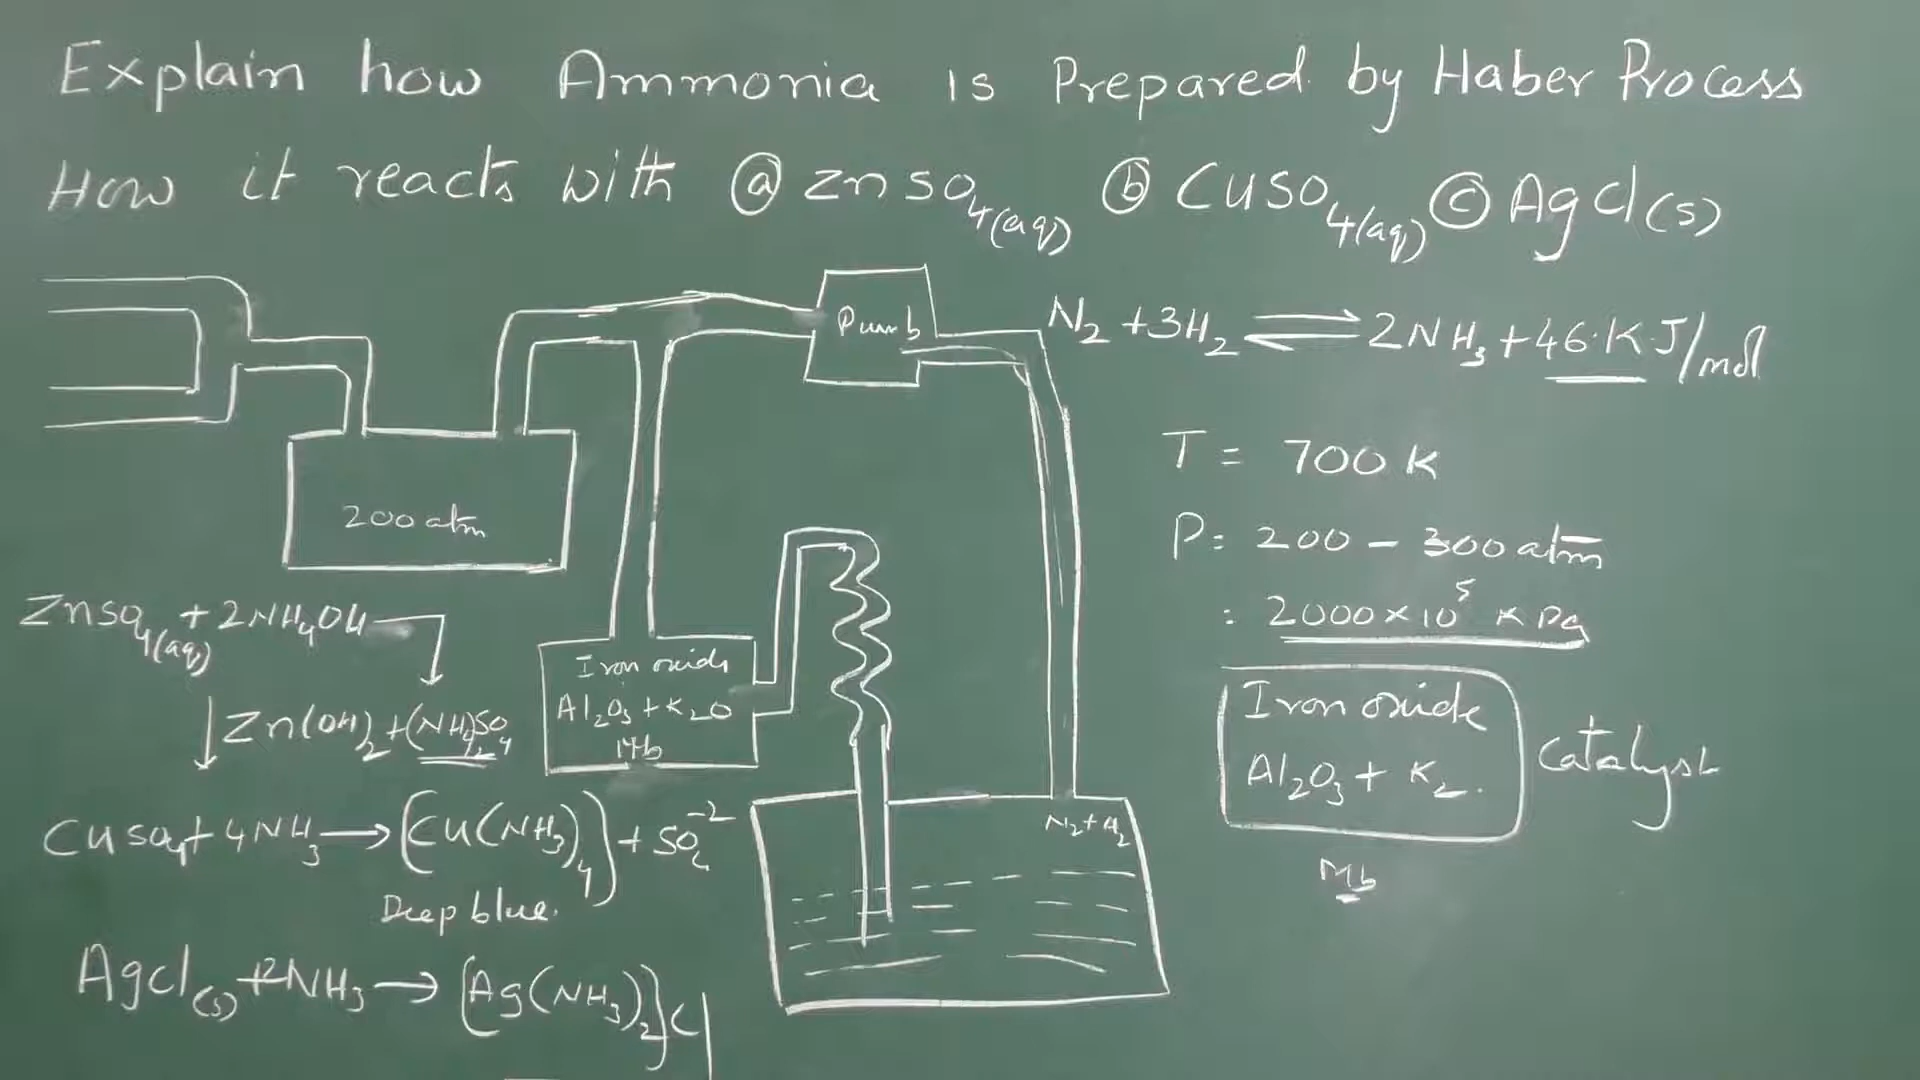 Explain how Ammonia is Prepared by Haber Process
How it reacts with ⓐ ZnSO4(aq) ⓑ CuSO4(aq) ⓒ AgCl(s)
Pumb
N2 + 3H2 ⇌ 2NH3 + 46.KJ/mol
T = 700 K
200 atm
P = 200 - 300 atm
: 2000 × 10^5 KPa
ZnSO4(aq) + 2NH4OH →
↓ Zn(OH)2 + (NH4)2SO4
Iron oxide
Al2O3 + K2O
Mb
Iron oxide
Al2O3 + K2.
Catalyst
Mb
CuSO4 + 4NH3 → [Cu(NH3)4] + SO4^-2
Deep blue.
N2 + H2
AgCl(s) + 2NH3 → [Ag(NH3)2]Cl